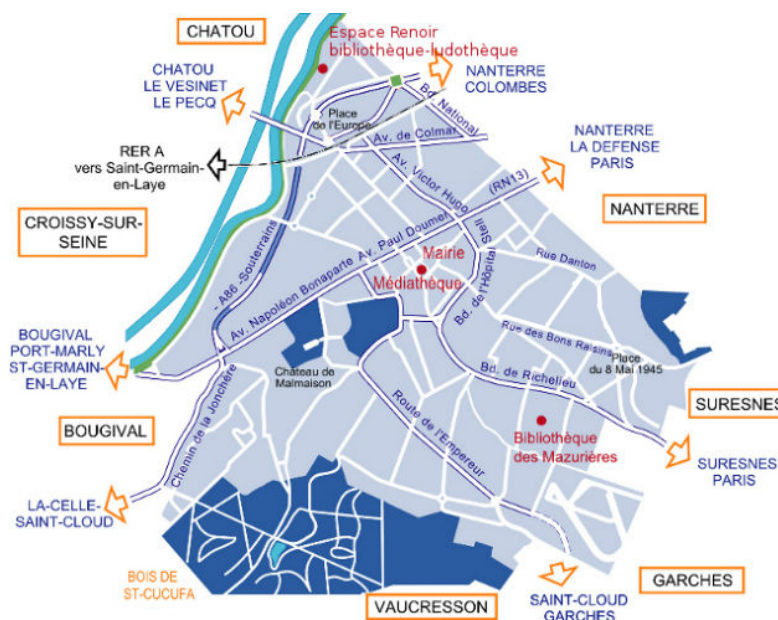 CHATOU
Espace Renoir
bibliothèque-ludothèque
CHATOU
LE VESINET
LE PECQ
NANTERRE
COLOMBES
Bd. National
Place
de l'Europe
Av. de Colmar
NANTERRE
LA DEFENSE
PARIS
RER A
vers Saint-Germain-
en-Laye
Av. Victor Hugo
(RN13)
CROISSY-SUR-
SEINE
NANTERRE
Av. Paul Doumer
Stell
Mairie
Médiathèque
Rue Danton
- A86 -Souterrains
Bd. de l'Hôpital
Av. Napoléon Bonaparte
BOUGIVAL
PORT-MARLY
ST-GERMAIN-
EN-LAYE
Rue des Bons Raisins
Place
du 8 Mai 1945
Château de
Malmaison
Bd. de Richelieu
Chemin de la Jonchère
Route de l'Empereur
SURESNES
BOUGIVAL
Bibliothèque
des Mazurières
SURESNES
PARIS
LA-CELLE-
SAINT-CLOUD
BOIS DE
ST-CUCUFA
GARCHES
VAUCRESSON
SAINT-CLOUD
GARCHES